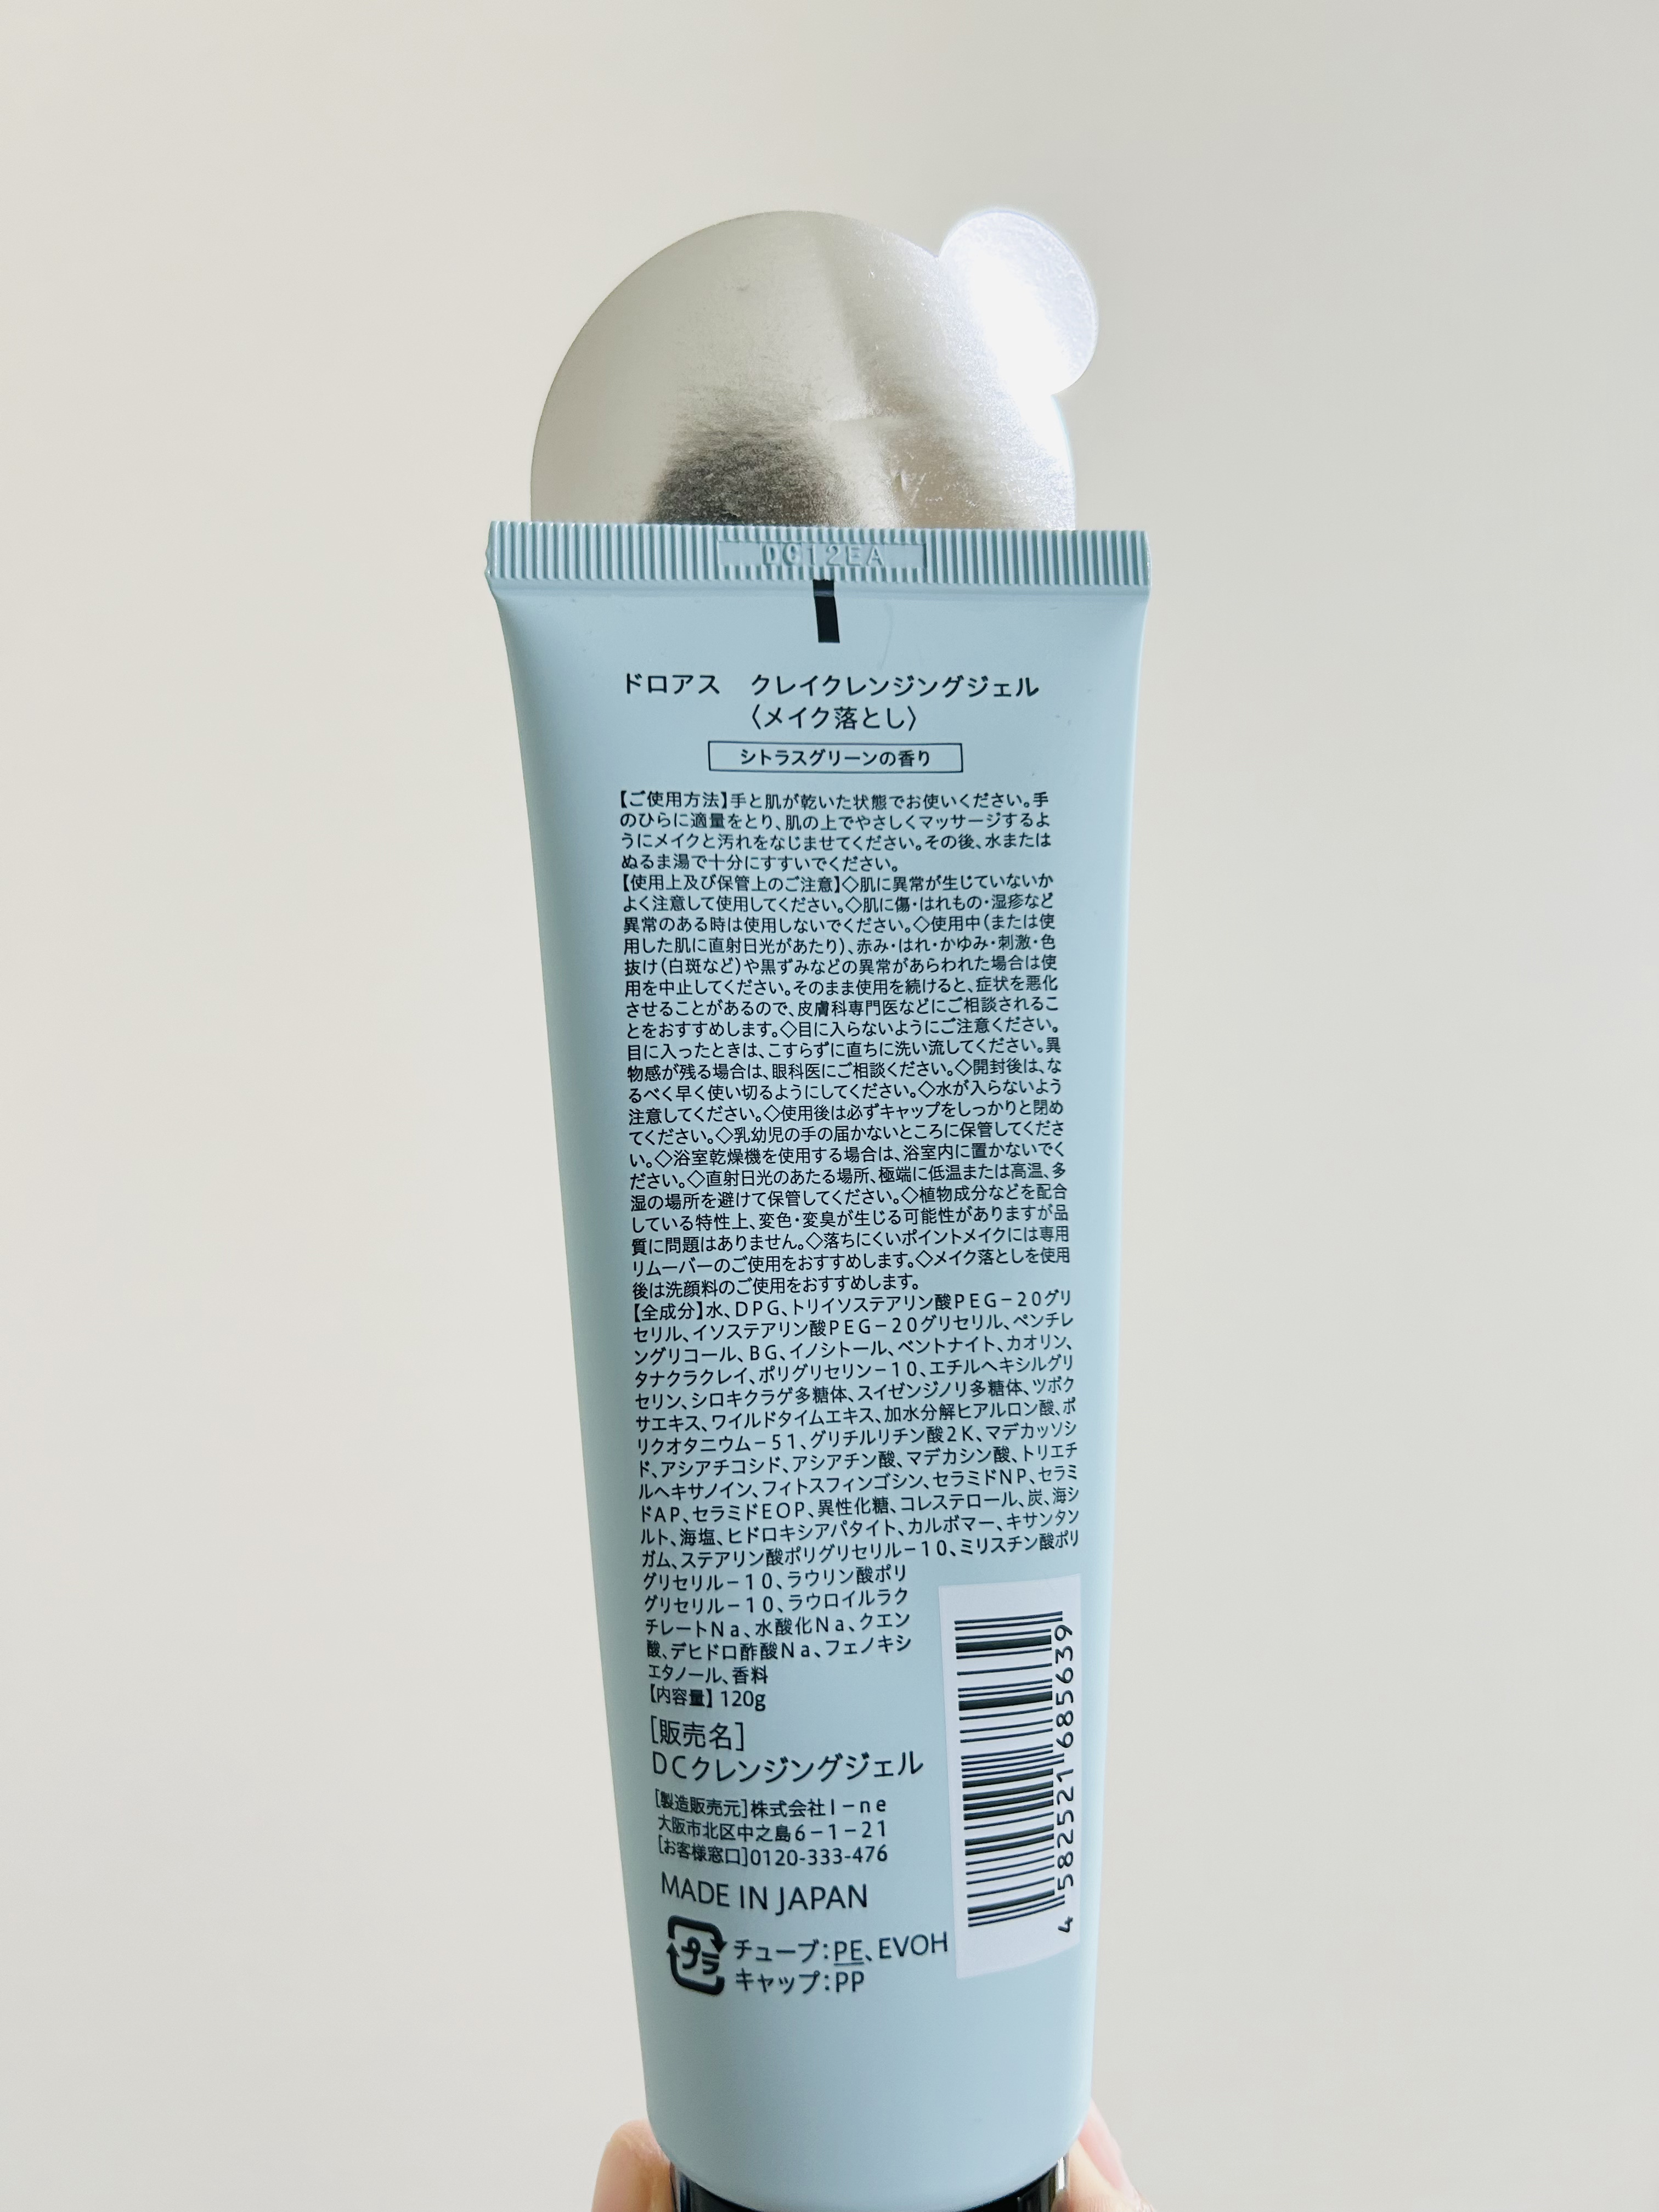 DC12EA
ドロアス　クレイクレンジングジェル
〈メイク落とし〉
シトラスグリーンの香り
【ご使用方法】手と肌が乾いた状態でお使いください。手
のひらに適量をとり、肌の上でやさしくマッサージするよ
うにメイクと汚れをなじませてください。その後、水または
ぬるま湯で十分にすすいでください。
【使用上及び保管上のご注意】◇肌に異常が生じていないか
よく注意して使用してください。◇肌に傷・はれもの・湿疹など
異常のある時は使用しないでください。◇使用中(または使
用した肌に直射日光があたり)、赤み・はれ・かゆみ・刺激・色
抜け(白斑など)や黒ずみなどの異常があらわれた場合は使
用を中止してください。そのまま使用を続けると、症状を悪化
させることがあるので、皮膚科専門医などにご相談されるこ
とをおすすめします。◇目に入らないようにご注意ください。
目に入ったときは、こすらずに直ちに洗い流してください。異
物感が残る場合は、眼科医にご相談ください。◇開封後は、な
るべく早く使い切るようにしてください。◇水が入らないよう
注意してください。◇使用後は必ずキャップをしっかりと閉め
てください。◇乳幼児の手の届かないところに保管してくださ
い。◇浴室乾燥機を使用する場合は、浴室内に置かないでく
ださい。◇直射日光のあたる場所、極端に低温または高温、多
湿の場所を避けて保管してください。◇植物成分などを配合
している特性上、変色・変臭が生じる可能性がありますが品
質に問題はありません。◇落ちにくいポイントメイクには専用
リムーバーのご使用をおすすめします。◇メイク落としを使用
後は洗顔料のご使用をおすすめします。
【全成分】水、DPG、トリイソステアリン酸PEG－20グリ
セリル、イソステアリン酸PEG－20グリセリル、ペンチレ
ングリコール、BG、イノシトール、ベントナイト、カオリン、
タナクラクレイ、ポリグリセリン－10、エチルヘキシルグリ
セリン、シロキクラゲ多糖体、スイゼンジノリ多糖体、ツボク
サエキス、ワイルドタイムエキス、加水分解ヒアルロン酸、ポ
リクオタニウム－51、グリチルリチン酸2K、マデカッソシ
ド、アシアチコシド、アシアチン酸、マデカシン酸、トリエチ
ルヘキサノイン、フィトスフィンゴシン、セラミドNP、セラミ
ドAP、セラミドEOP、異性化糖、コレステロール、炭、海シ
ルト、海塩、ヒドロキシアパタイト、カルボマー、キサンタン
ガム、ステアリン酸ポリグリセリル－10、ミリスチン酸ポリ
グリセリル－10、ラウリン酸ポリ
グリセリル－10、ラウロイルラク
チレートNa、水酸化Na、クエン
酸、デヒドロ酢酸Na、フェノキシ
エタノール、香料
【内容量】120g
[販売名]
DCクレンジングジェル
[製造販売元]株式会社I－ne
大阪市北区中之島6－1－21
[お客様窓口]0120-333-476
MADE IN JAPAN
プラ
チューブ:PE、EVOH
キャップ:PP
4 582521 685639